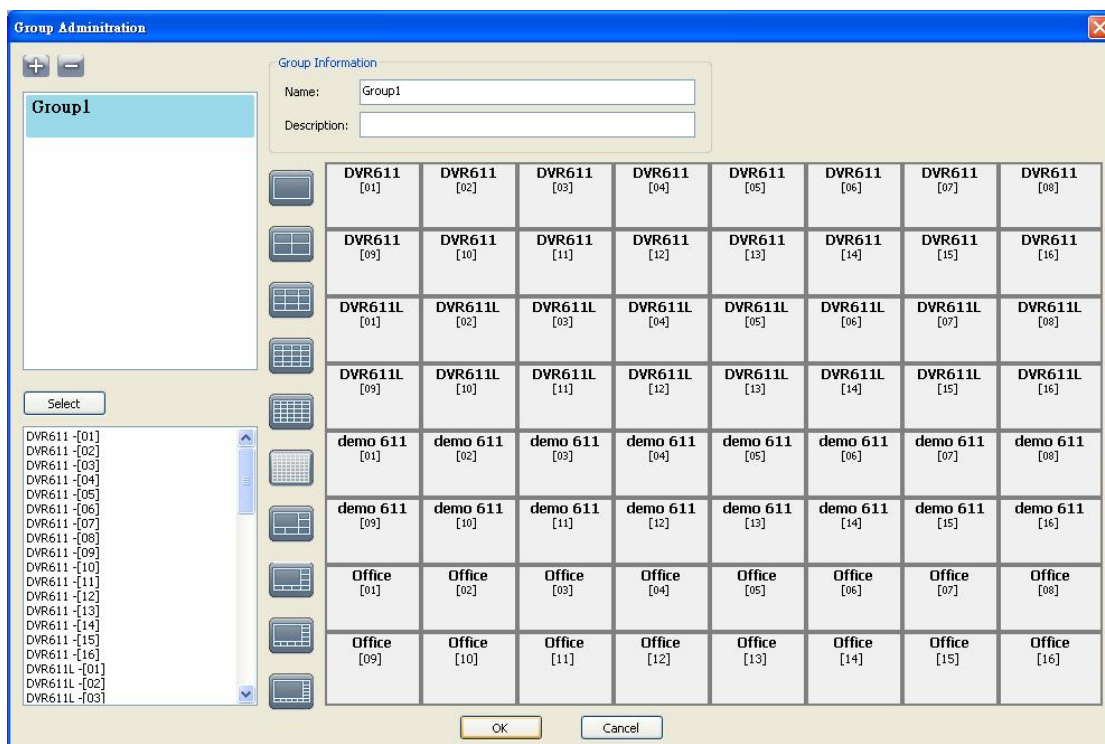 Group Adminitration
Group Information
Name: Group1
Description:
Group1
DVR611 DVR611 DVR611 DVR611 DVR611 DVR611 DVR611 DVR611
[01] [02] [03] [04] [05] [06] [07] [08]
DVR611 DVR611 DVR611 DVR611 DVR611 DVR611 DVR611 DVR611
[09] [10] [11] [12] [13] [14] [15] [16]
DVR611L DVR611L DVR611L DVR611L DVR611L DVR611L DVR611L DVR611L
[01] [02] [03] [04] [05] [06] [07] [08]
DVR611L DVR611L DVR611L DVR611L DVR611L DVR611L DVR611L DVR611L
[09] [10] [11] [12] [13] [14] [15] [16]
demo 611 demo 611 demo 611 demo 611 demo 611 demo 611 demo 611 demo 611
[01] [02] [03] [04] [05] [06] [07] [08]
demo 611 demo 611 demo 611 demo 611 demo 611 demo 611 demo 611 demo 611
[09] [10] [11] [12] [13] [14] [15] [16]
Office Office Office Office Office Office Office Office
[01] [02] [03] [04] [05] [06] [07] [08]
Office Office Office Office Office Office Office Office
[09] [10] [11] [12] [13] [14] [15] [16]
Select
DVR611 -[01]
DVR611 -[02]
DVR611 -[03]
DVR611 -[04]
DVR611 -[05]
DVR611 -[06]
DVR611 -[07]
DVR611 -[08]
DVR611 -[09]
DVR611 -[10]
DVR611 -[11]
DVR611 -[12]
DVR611 -[13]
DVR611 -[14]
DVR611 -[15]
DVR611 -[16]
DVR611L -[01]
DVR611L -[02]
DVR611L -[03]
OK Cancel